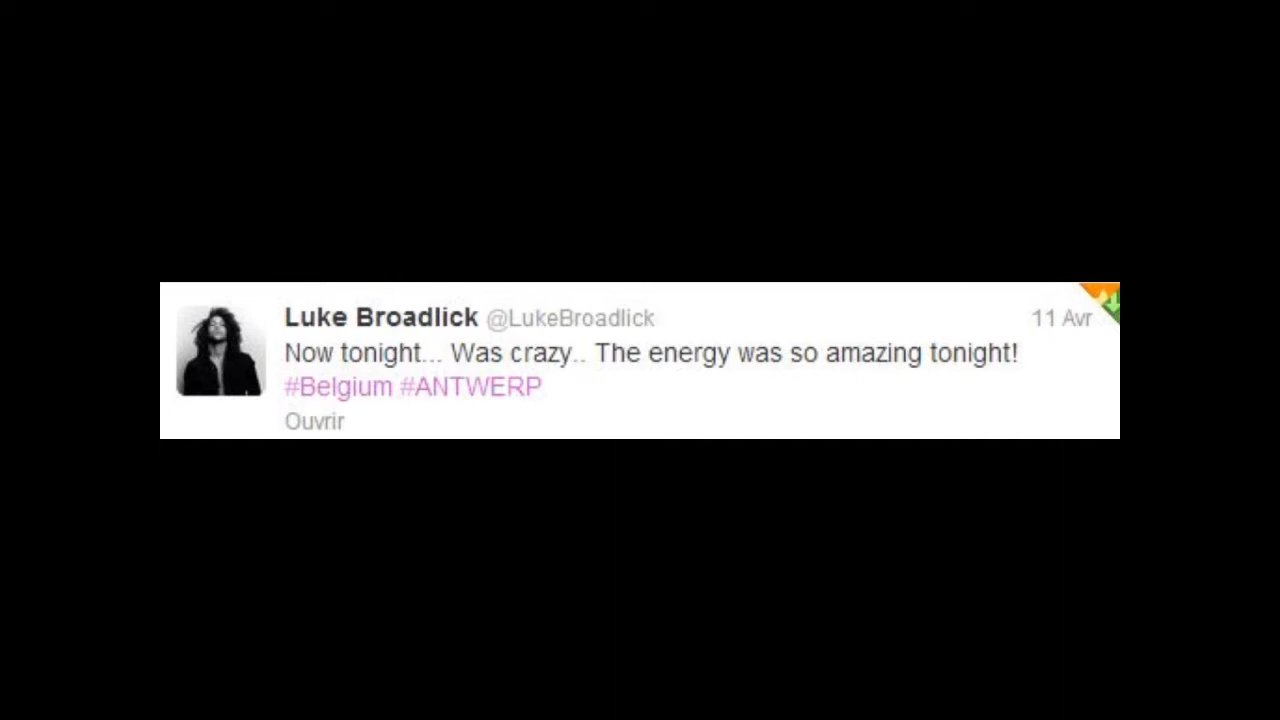 Luke Broadlick @LukeBroadlick 11 Avr
Now tonight... Was crazy.. The energy was so amazing tonight!
#Belgium #ANTWERP
Ouvrir